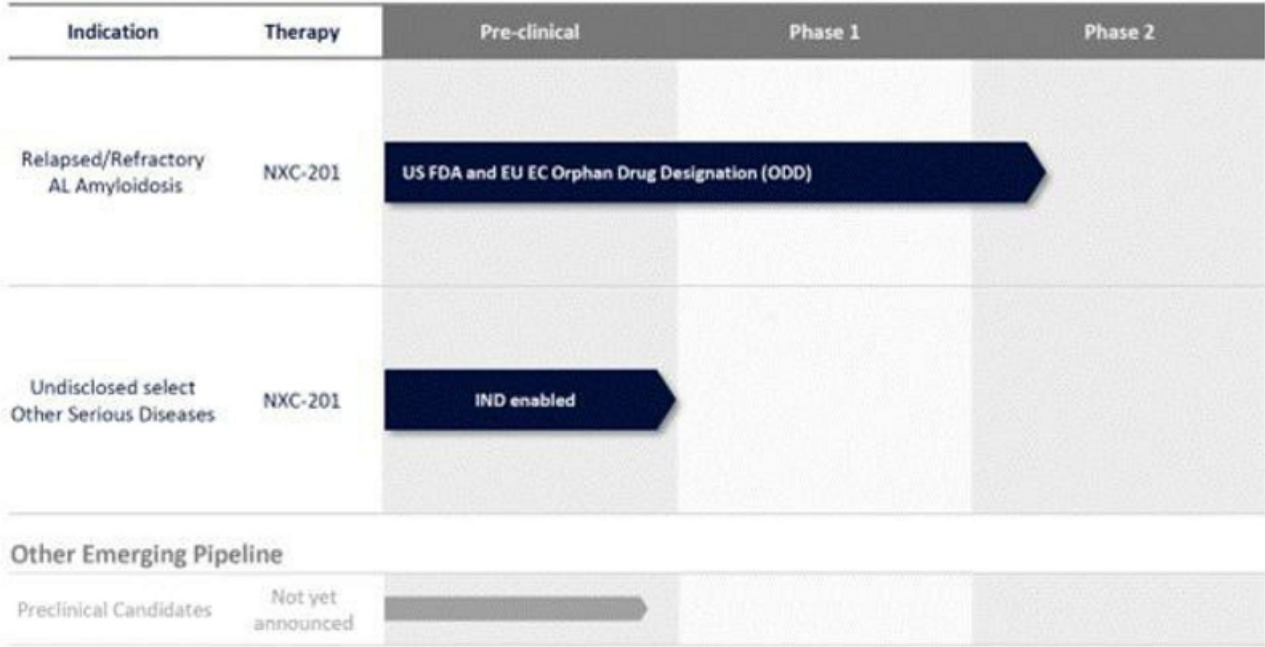 Indication Therapy Pre-clinical Phase 1 Phase 2
Relapsed/Refractory
AL Amyloidosis
NXC-201
US FDA and EU EC Orphan Drug Designation (ODD)
Undisclosed select
Other Serious Diseases
NXC-201
IND enabled
Other Emerging Pipeline
Preclinical Candidates
Not yet
announced